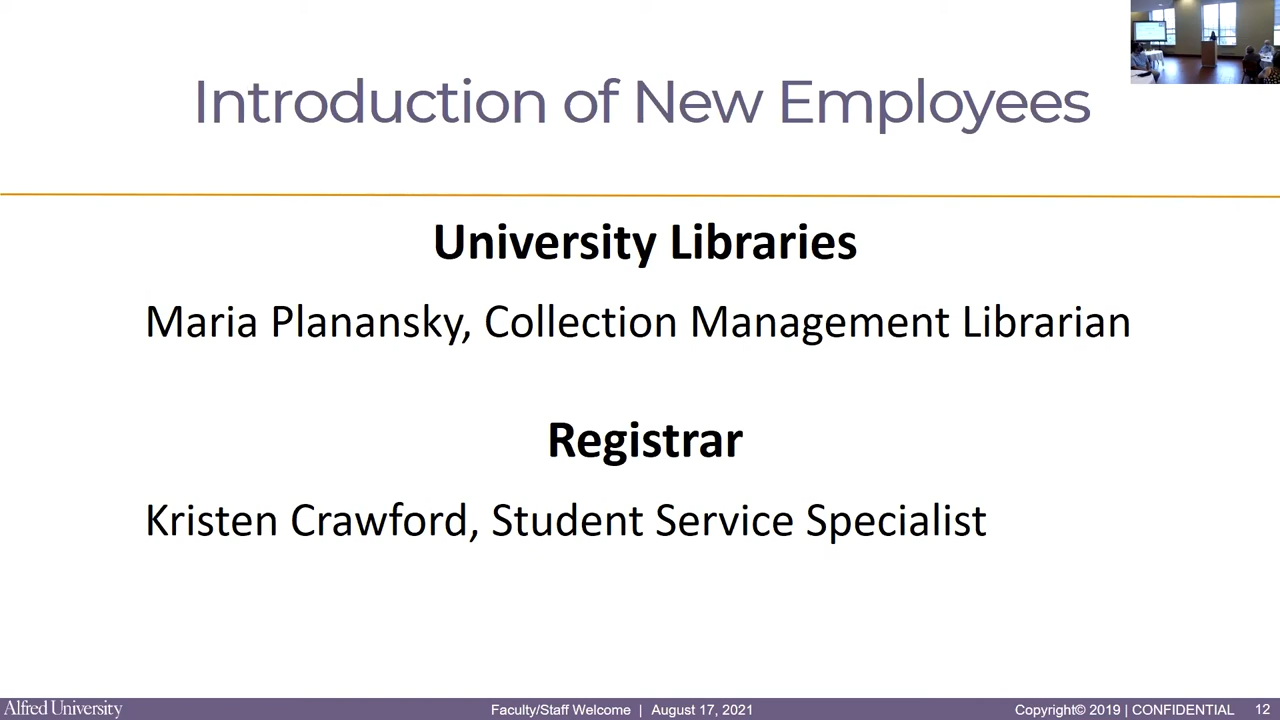 Introduction of New Employees
University Libraries
Maria Planansky, Collection Management Librarian
Registrar
Kristen Crawford, Student Service Specialist
Alfred University
Faculty/Staff Welcome | August 17, 2021
Copyright© 2019 | CONFIDENTIAL 12